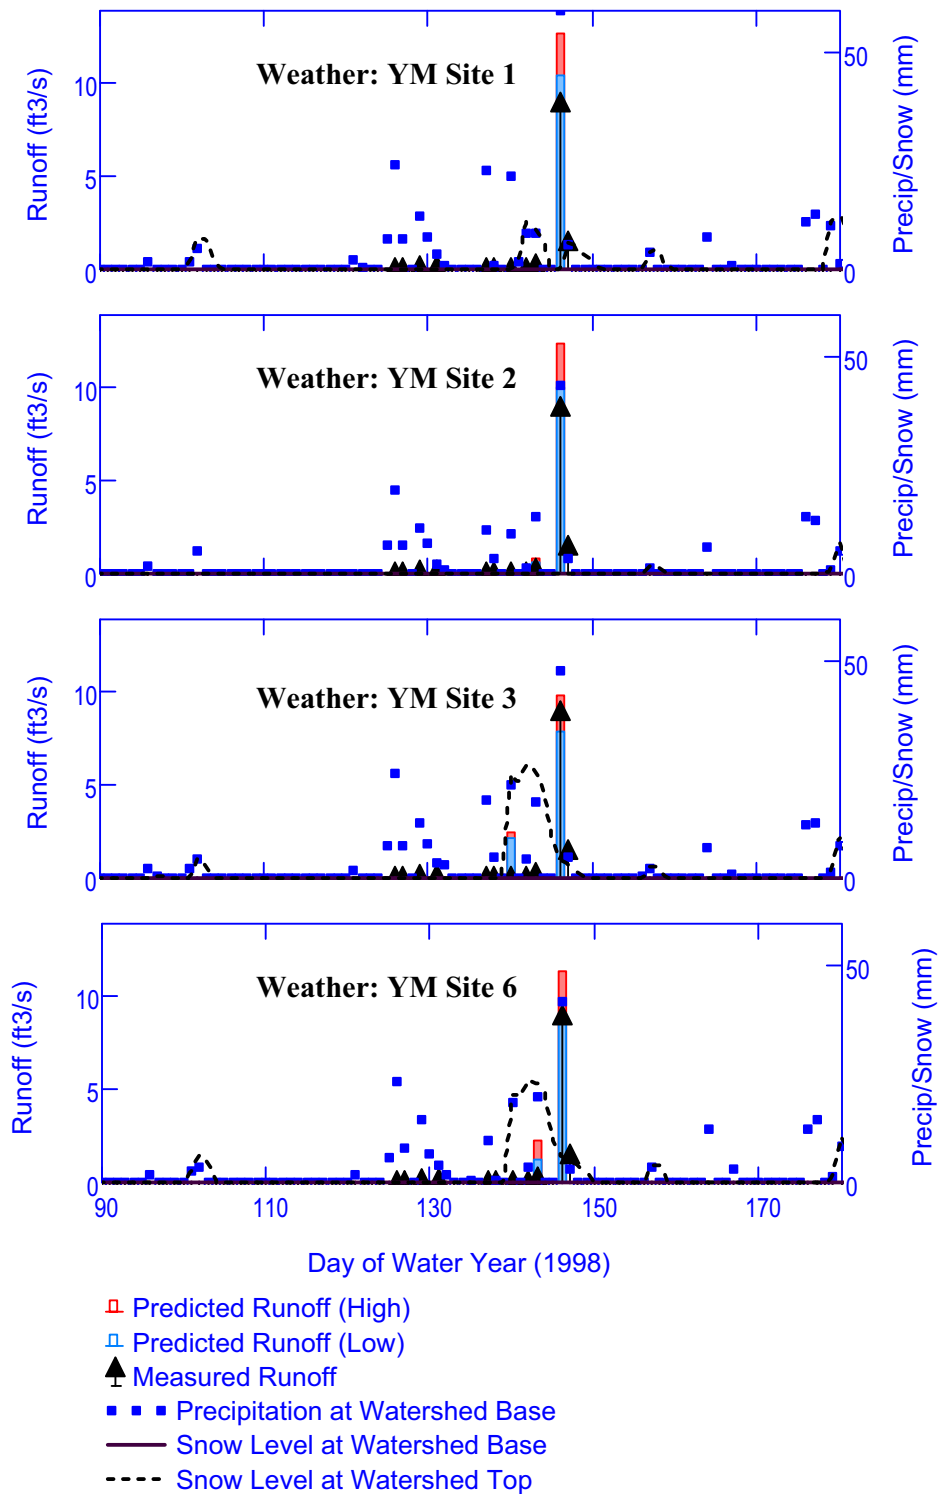 Weather: YM Site 1
Runoff (ft3/s)
Precip/Snow (mm)
10
5
0
50
0
Weather: YM Site 2
Runoff (ft3/s)
Precip/Snow (mm)
10
5
0
50
0
Weather: YM Site 3
Runoff (ft3/s)
Precip/Snow (mm)
10
5
0
50
0
Weather: YM Site 6
Runoff (ft3/s)
Precip/Snow (mm)
10
5
0
50
0
90 110 130 150 170
Day of Water Year (1998)
Predicted Runoff (High)
Predicted Runoff (Low)
Measured Runoff
Precipitation at Watershed Base
Snow Level at Watershed Base
Snow Level at Watershed Top